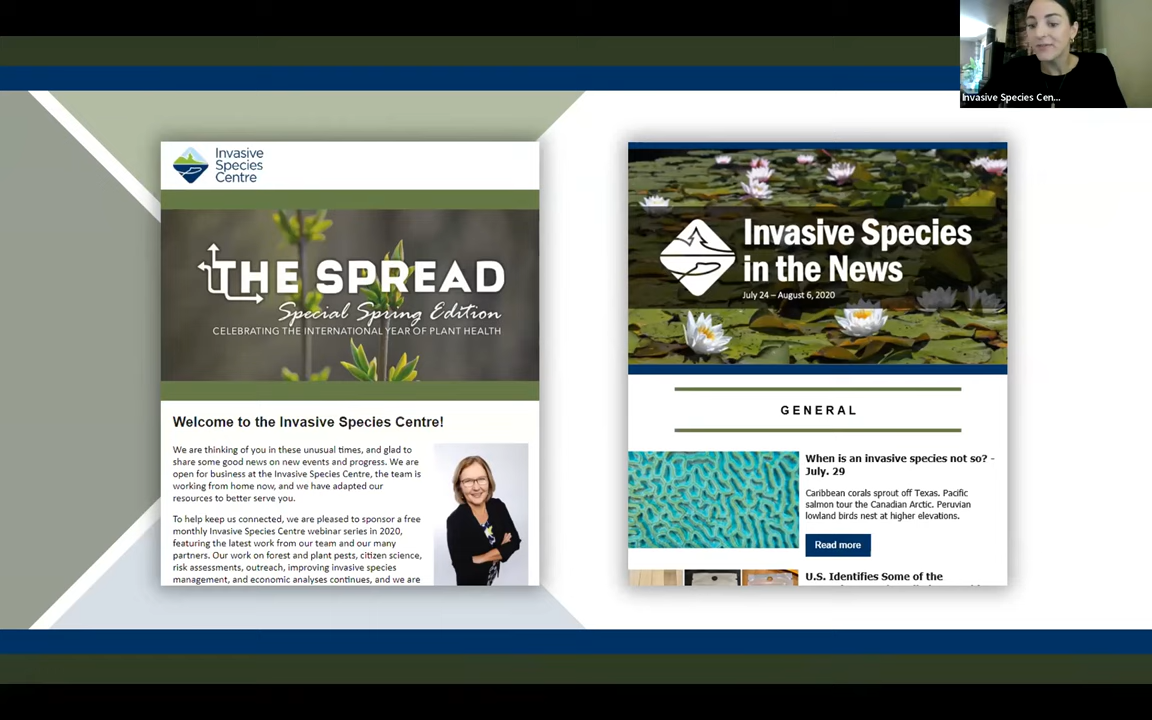 Invasive Species Cen...
Invasive
Species
Centre
THE SPREAD
Special Spring Edition
CELEBRATING THE INTERNATIONAL YEAR OF PLANT HEALTH
Welcome to the Invasive Species Centre!
We are thinking of you in these unusual times, and glad to
share some good news on new events and progress. We are
open for business at the Invasive Species Centre, the team is
working from home now, and we have adapted our
resources to better serve you.
To help keep us connected, we are pleased to sponsor a free
monthly Invasive Species Centre webinar series in 2020,
featuring the latest work from our team and our many
partners. Our work on forest and plant pests, citizen science,
risk assessments, outreach, improving invasive species
management, and economic analyses continues, and we are
Invasive Species
in the News
July 24 – August 6, 2020
GENERAL
When is an invasive species not so? -
July. 29
Caribbean corals sprout off Texas. Pacific
salmon tour the Canadian Arctic. Peruvian
lowland birds nest at higher elevations.
Read more
U.S. Identifies Some of the